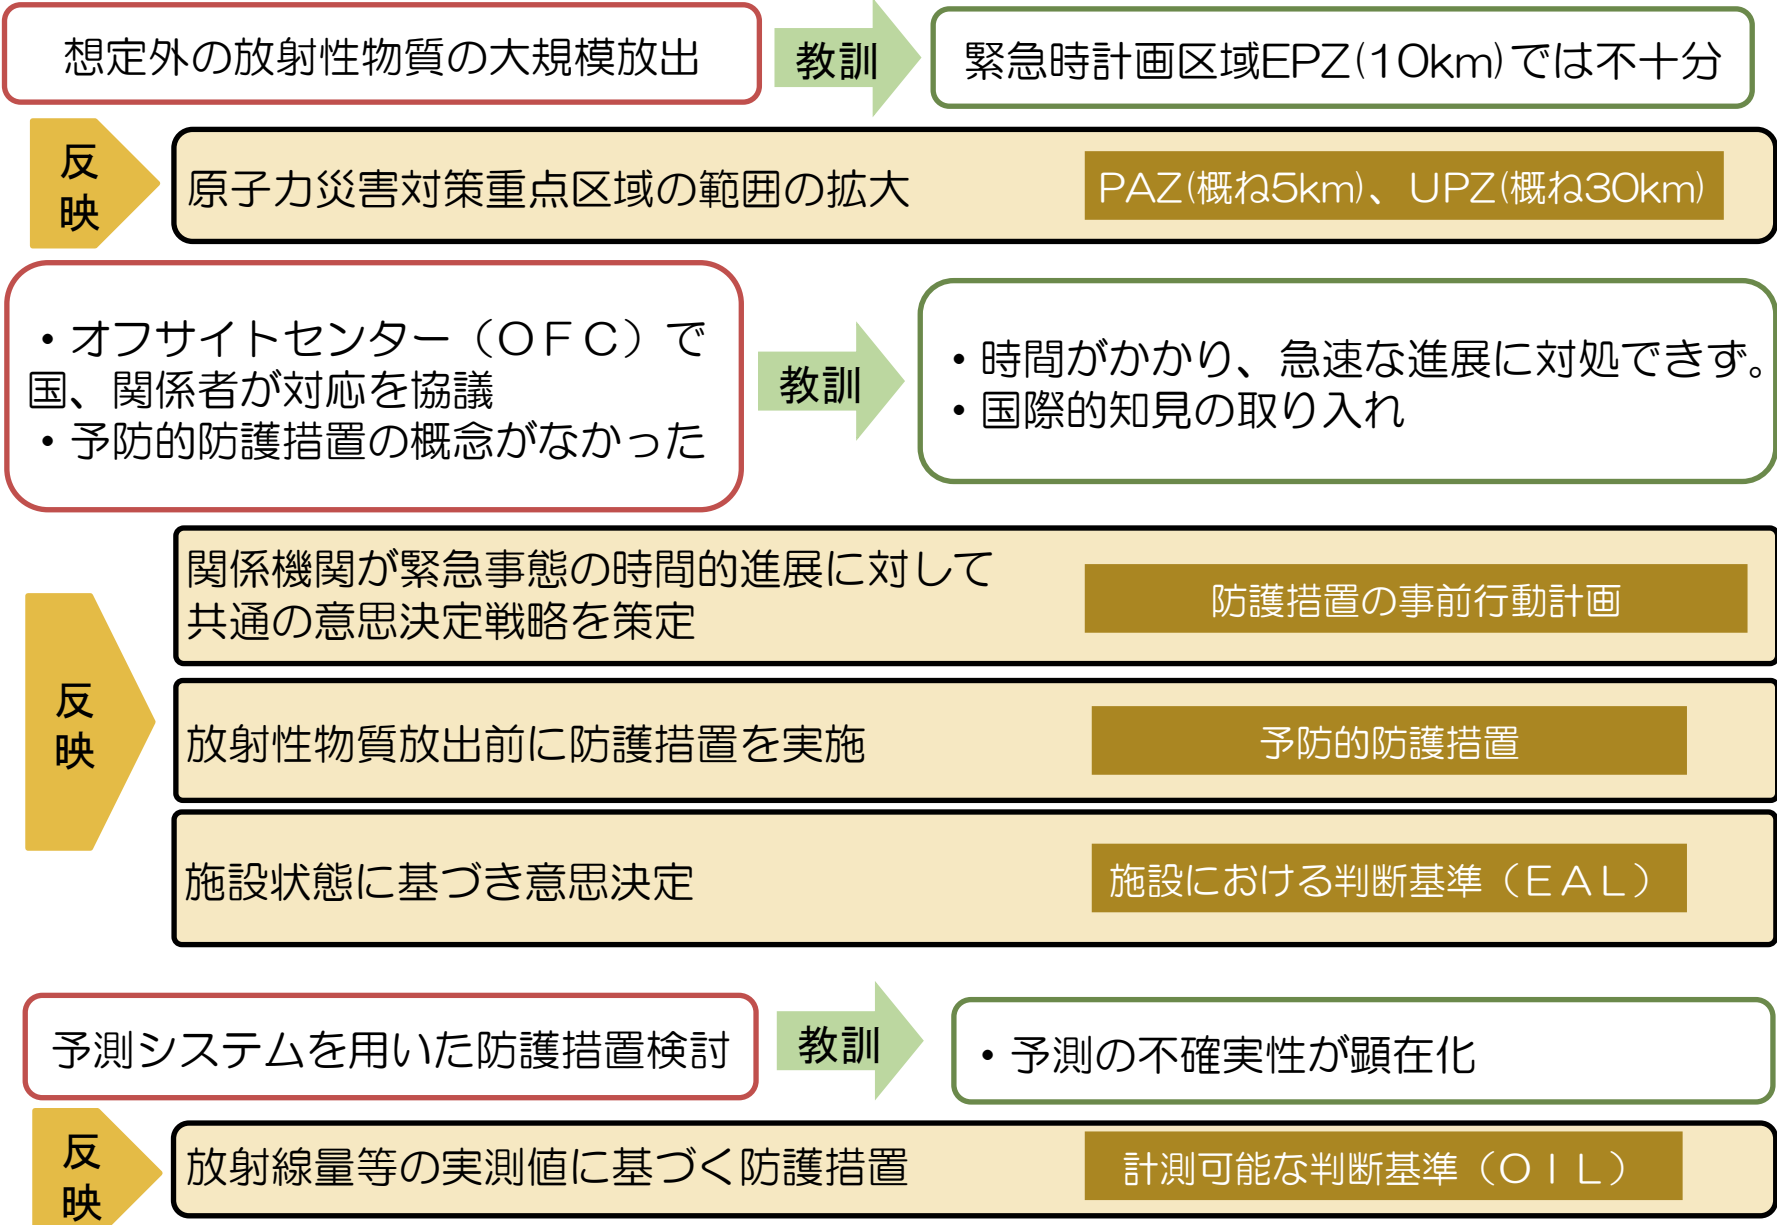 想定外の放射性物質の大規模放出
教訓
緊急時計画区域EPZ(10km)では不十分
反
映
原子力災害対策重点区域の範囲の拡大
PAZ(概ね5km)、UPZ(概ね30km)
・オフサイトセンター（ＯＦＣ）で
国、関係者が対応を協議
・予防的防護措置の概念がなかった
教訓
・時間がかかり、急速な進展に対処できず。
・国際的知見の取り入れ
反
映
関係機関が緊急事態の時間的進展に対して
共通の意思決定戦略を策定
防護措置の事前行動計画
放射性物質放出前に防護措置を実施
予防的防護措置
施設状態に基づき意思決定
施設における判断基準（ＥＡＬ）
予測システムを用いた防護措置検討
教訓
・予測の不確実性が顕在化
反
映
放射線量等の実測値に基づく防護措置
計測可能な判断基準（ＯＩＬ）